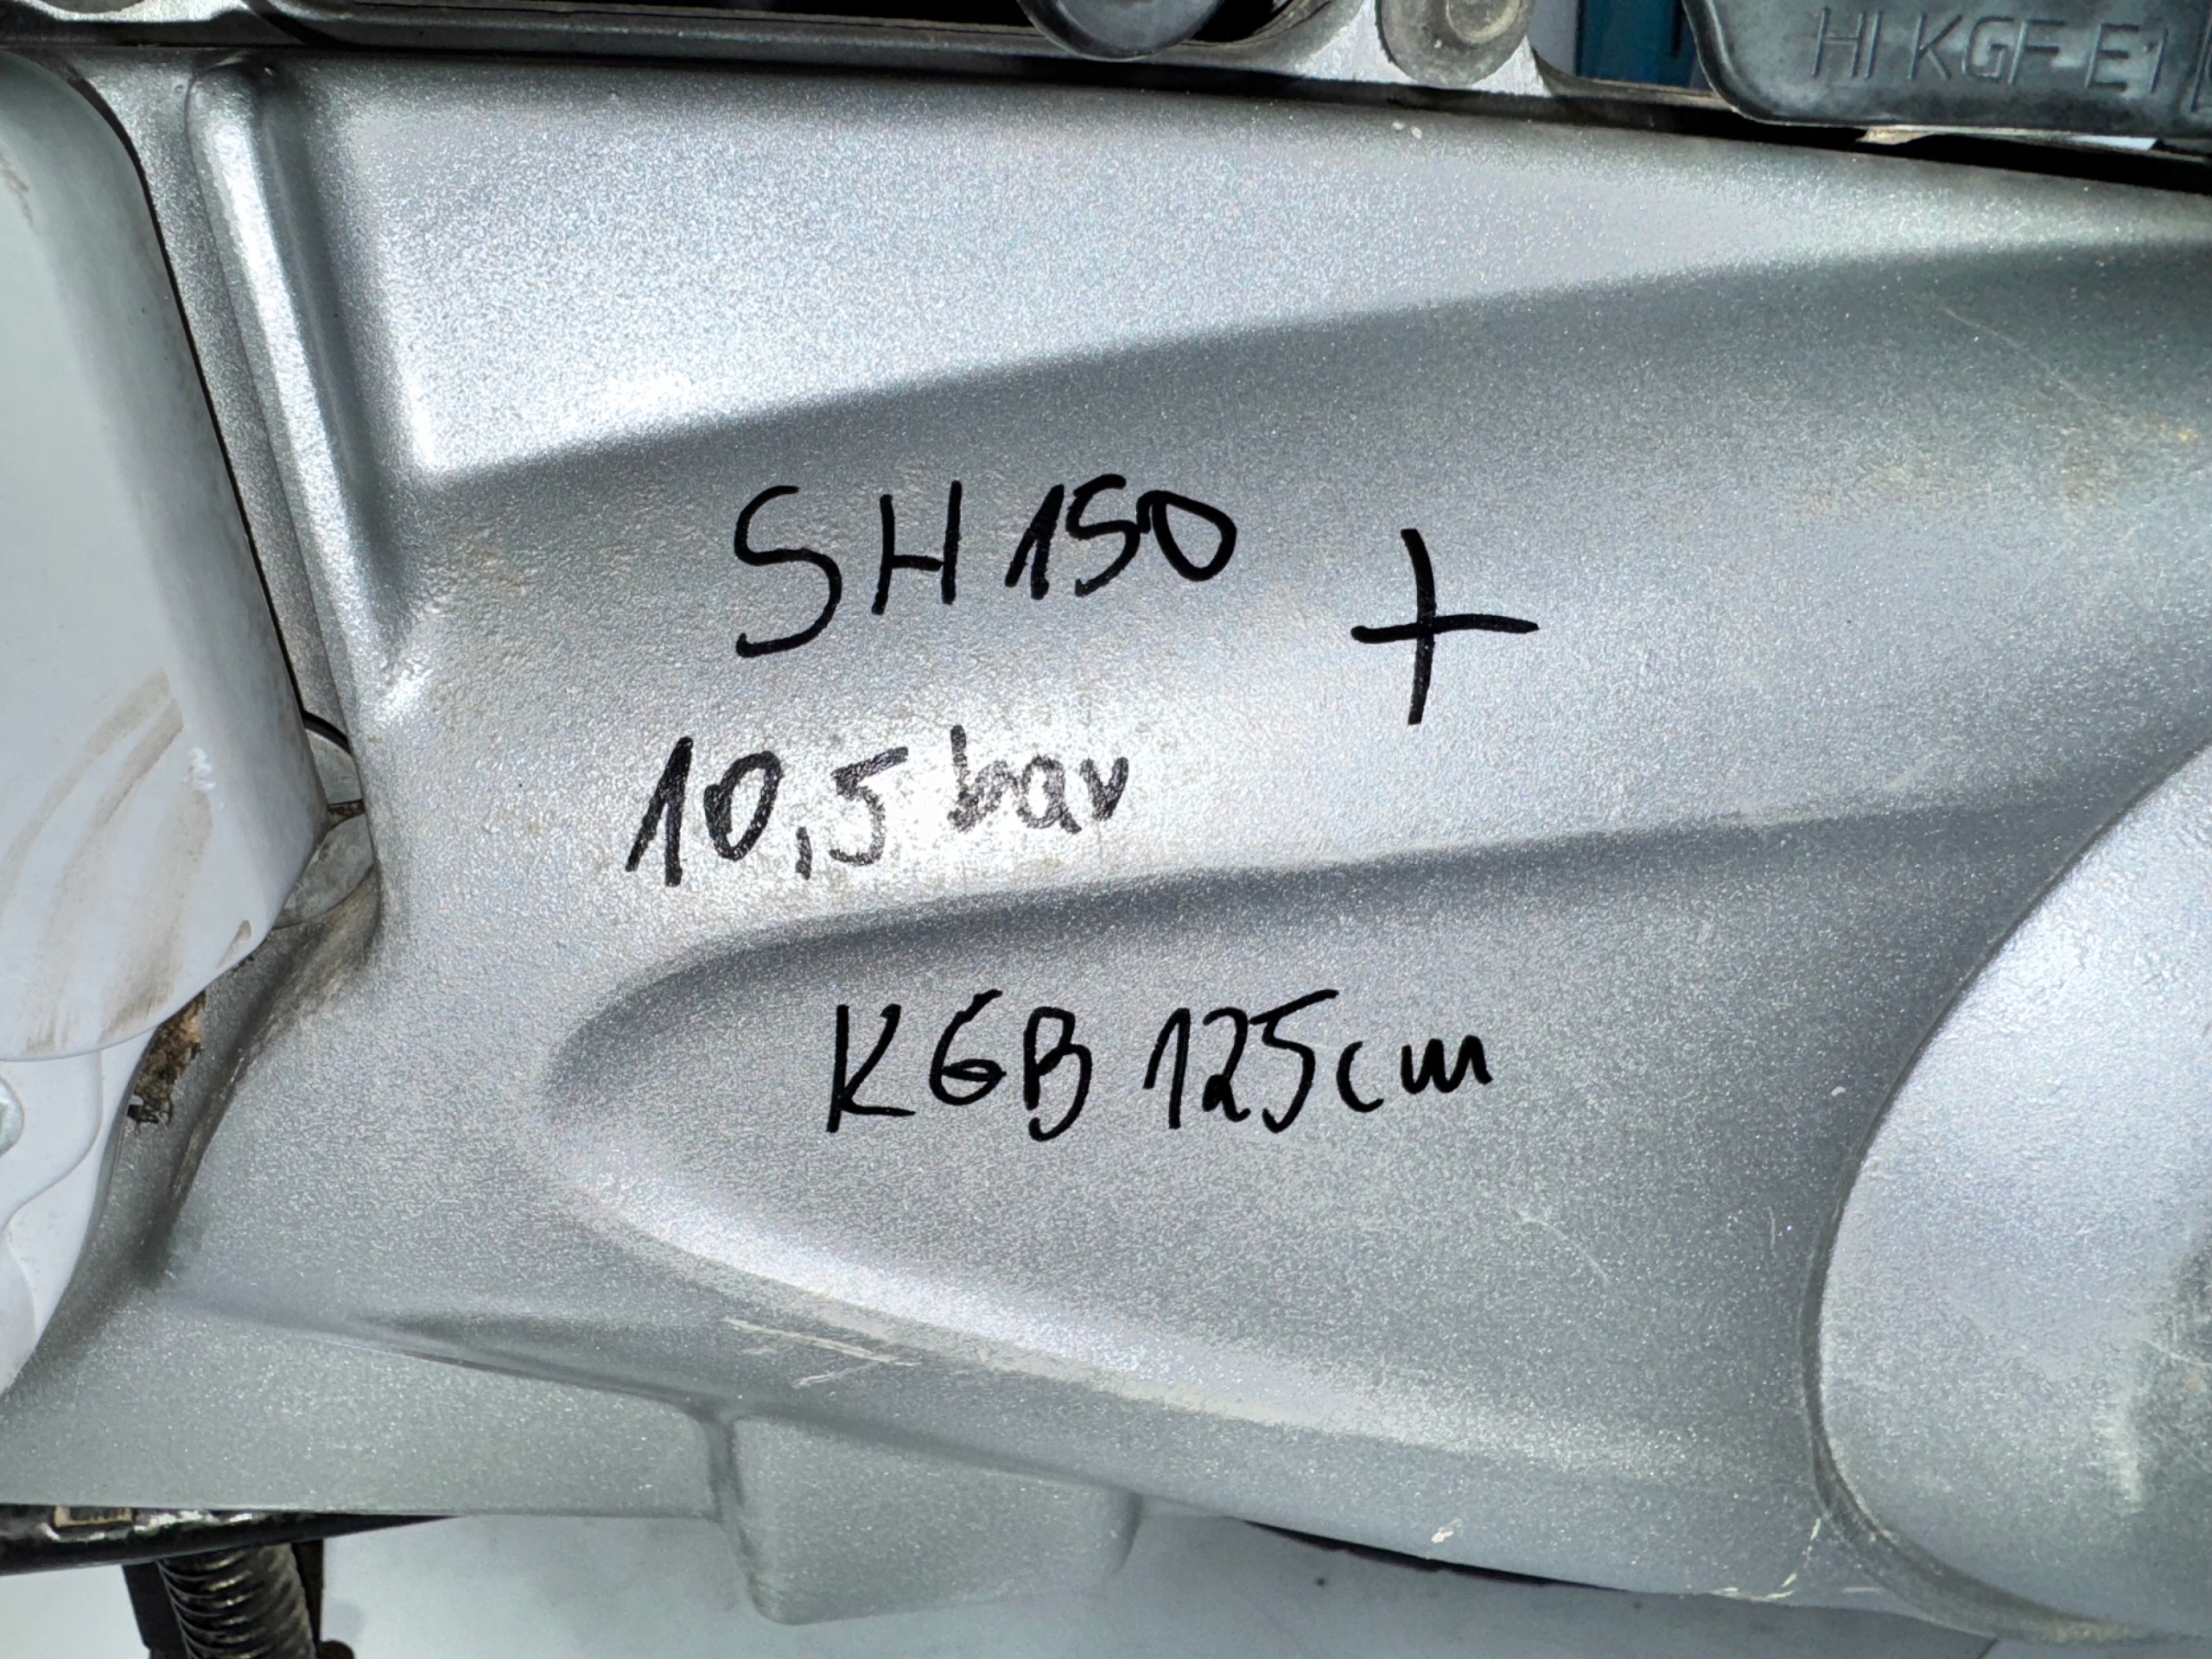 HI KGF E1
SH150
+
10,5 bar
KGB 125cm